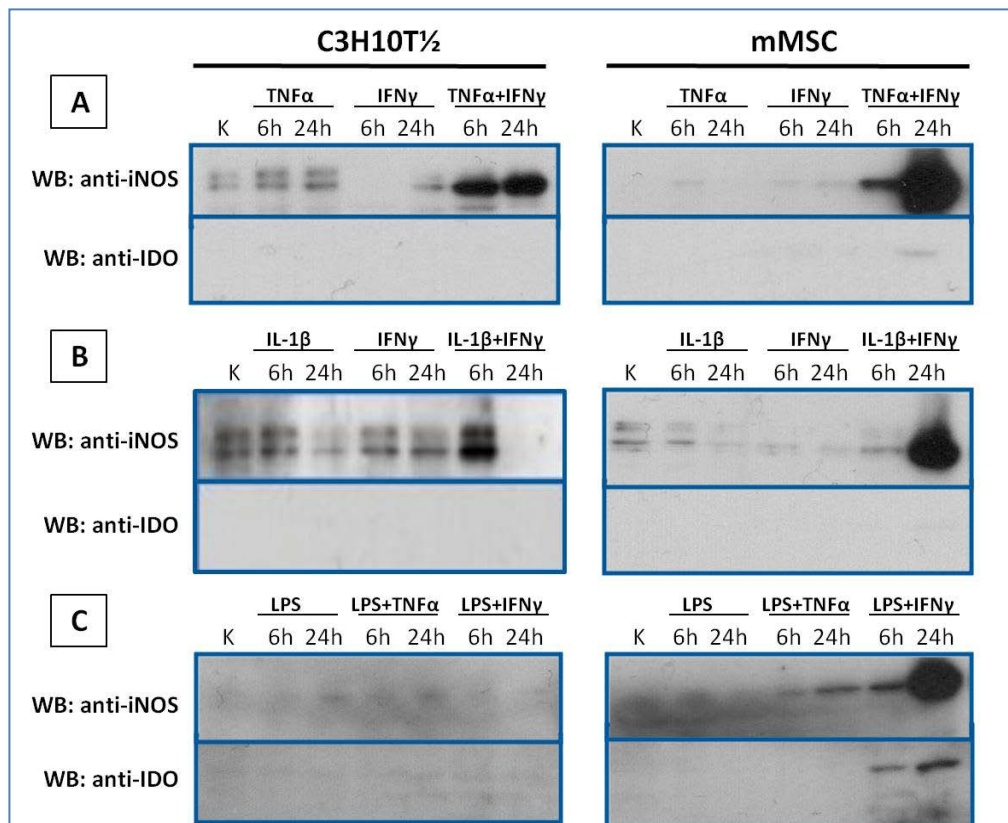 C3H10T½ mMSC
A
TNFα IFNγ TNFα+IFNγ TNFα IFNγ TNFα+IFNγ
K 6h 24h 6h 24h 6h 24h K 6h 24h 6h 24h 6h 24h
WB: anti-iNOS
WB: anti-IDO
B
IL-1β IFNγ IL-1β+IFNγ IL-1β IFNγ IL-1β+IFNγ
K 6h 24h 6h 24h 6h 24h K 6h 24h 6h 24h 6h 24h
WB: anti-iNOS
WB: anti-IDO
C
LPS LPS+TNFα LPS+IFNγ LPS LPS+TNFα LPS+IFNγ
K 6h 24h 6h 24h 6h 24h K 6h 24h 6h 24h 6h 24h
WB: anti-iNOS
WB: anti-IDO